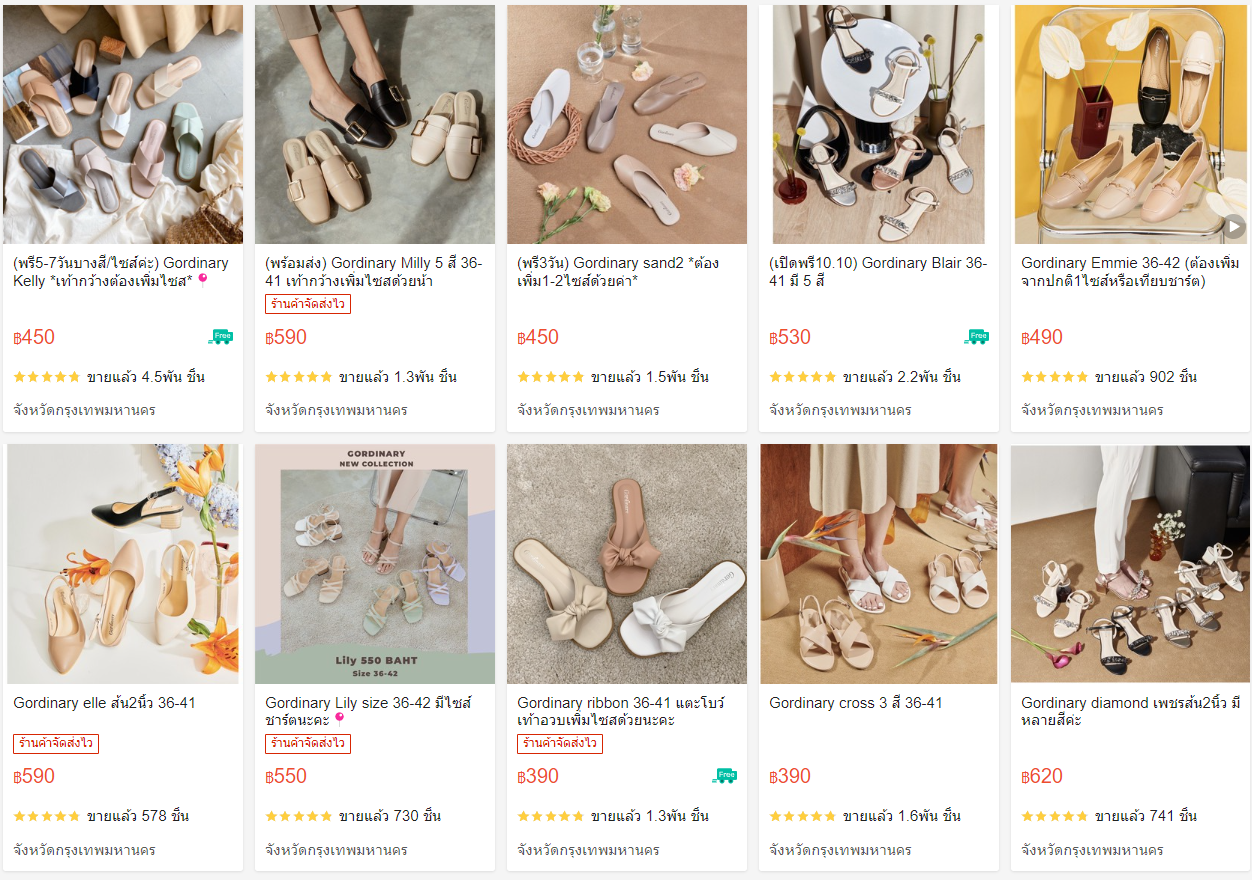 (พรี5-7วันบางสี/ไซส์ค่ะ) Gordinary
Kelly *เท้ากว้างต้องเพิ่มไซส*
฿450
Free
ขายแล้ว 4.5พัน ชิ้น
จังหวัดกรุงเทพมหานคร
(พร้อมส่ง) Gordinary Milly 5 สี 36-
41 เท้ากว้างเพิ่มไซส์ด้วยน้า
ร้านค้าจัดส่งไว
฿590
ขายแล้ว 1.3พัน ชิ้น
จังหวัดกรุงเทพมหานคร
(พรี3วัน) Gordinary sand2 *ต้อง
เพิ่ม1-2ไซส์ด้วยค่า*
฿450
ขายแล้ว 1.5พัน ชิ้น
จังหวัดกรุงเทพมหานคร
(เปิดพรี10.10) Gordinary Blair 36-
41 มี 5 สี
฿530
Free
ขายแล้ว 2.2พัน ชิ้น
จังหวัดกรุงเทพมหานคร
Gordinary Emmie 36-42 (ต้องเพิ่ม
จากปกติ1ไซส์หรือเทียบชาร์ต)
฿490
ขายแล้ว 902 ชิ้น
จังหวัดกรุงเทพมหานคร
Gordinary elle ส้น2นิ้ว 36-41
ร้านค้าจัดส่งไว
฿590
ขายแล้ว 578 ชิ้น
จังหวัดกรุงเทพมหานคร
GORDINARY
NEW COLLECTION
Lily 550 BAHT
Size 36-42
Gordinary Lily size 36-42 มีไซส์
ชาร์ตนะคะ
ร้านค้าจัดส่งไว
฿550
ขายแล้ว 730 ชิ้น
จังหวัดกรุงเทพมหานคร
Gordinary ribbon 36-41 แตะโบว์
เท้าอวบเพิ่มไซสด้วยนะคะ
ร้านค้าจัดส่งไว
฿390
Free
ขายแล้ว 1.3พัน ชิ้น
จังหวัดกรุงเทพมหานคร
Gordinary cross 3 สี 36-41
฿390
ขายแล้ว 1.6พัน ชิ้น
จังหวัดกรุงเทพมหานคร
Gordinary diamond เพชรส้น2นิ้ว มี
หลายสีค่ะ
฿620
ขายแล้ว 741 ชิ้น
จังหวัดกรุงเทพมหานคร